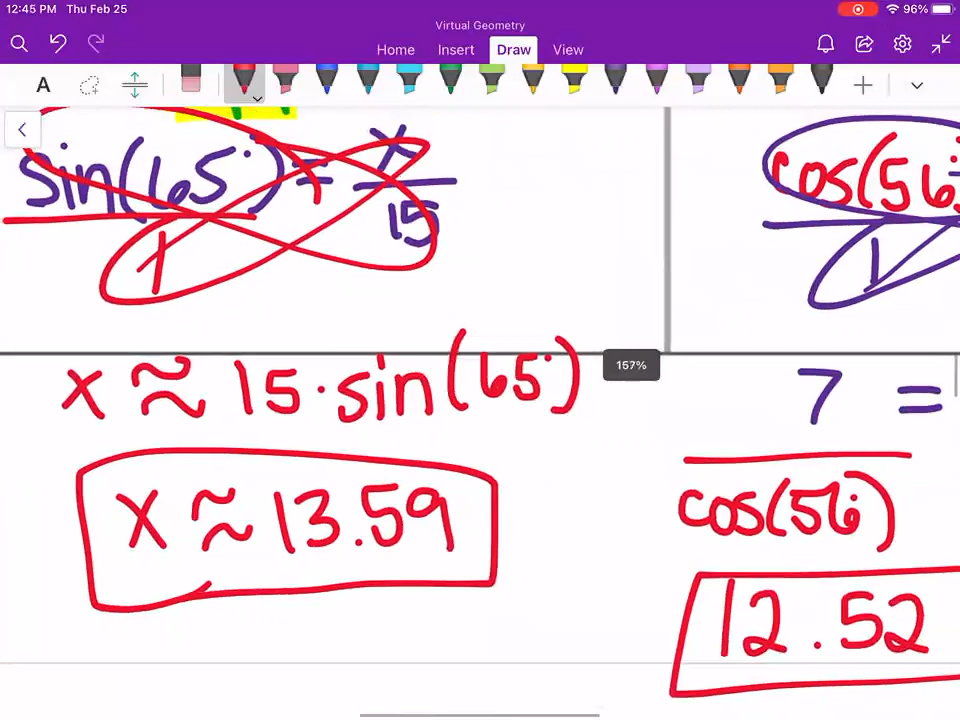 12:45 PM Thu Feb 25
96%
Virtual Geometry
Home Insert Draw View
A
sin(65°) = x
1 15
cos(56°
1
157%
x ≈ 15 · sin(65°)
7 =
cos(56°)
x ≈ 13.59
12.52